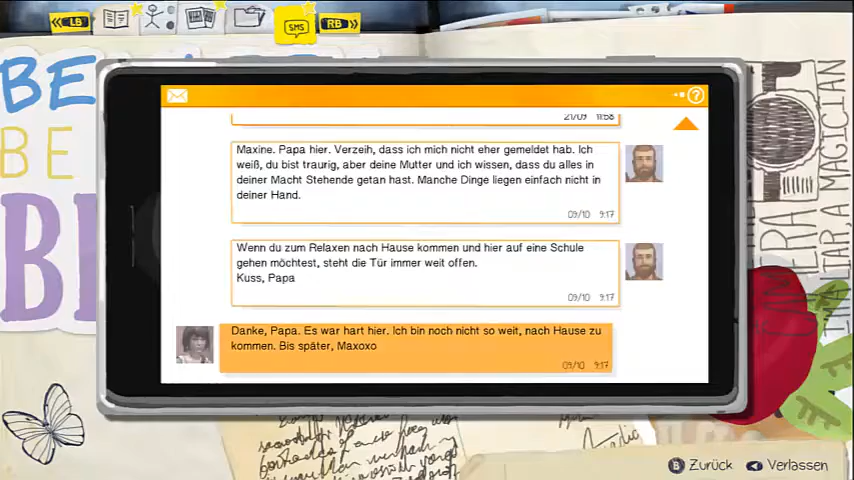 LB
SMS
RB
BE
BE
BL
CAMERA
MAGICIAN
21/09 11:58
Maxine. Papa hier. Verzeih, dass ich mich nicht eher gemeldet hab. Ich
weiß, du bist traurig, aber deine Mutter und ich wissen, dass du alles in
deiner Macht Stehende getan hast. Manche Dinge liegen einfach nicht in
deiner Hand.
09/10 9:17
Wenn du zum Relaxen nach Hause kommen und hier auf eine Schule
gehen möchtest, steht die Tür immer weit offen.
Kuss, Papa
09/10 9:17
Danke, Papa. Es war hart hier. Ich bin noch nicht so weit, nach Hause zu
kommen. Bis später, Maxoxo
09/10 9:17
B Zurück
Verlassen